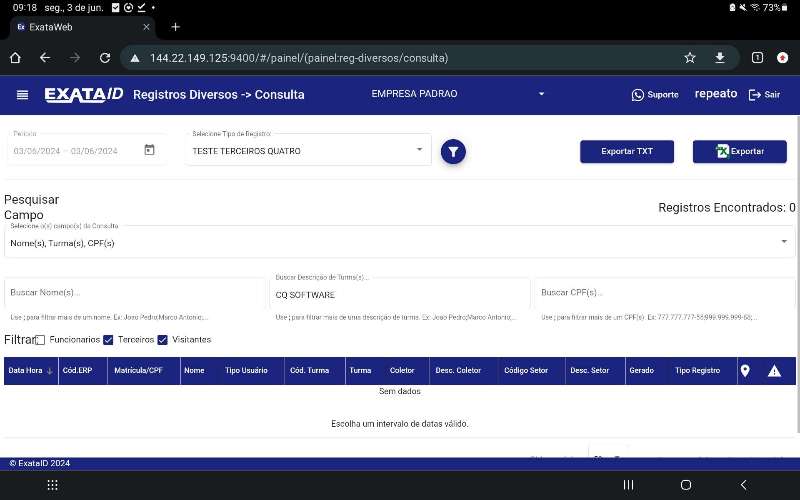 09:18 seg., 3 de jun.
73%
ExataWeb
144.22.149.125:9400/#/painel/(painel:reg-diversos/consulta)
1
EXATAID Registros Diversos -> Consulta EMPRESA PADRAO Suporte repeato Sair
Período
03/06/2024 – 03/06/2024
Selecione Tipo de Registro:
TESTE TERCEIROS QUATRO
Exportar TXT Exportar
Pesquisar
Campo
Registros Encontrados: 0
Selecione o(s) campo(s) da Consulta
Nome(s), Turma(s), CPF(s)
Buscar Nome(s)...
Buscar Descrição de Turma(s)...
CQ SOFTWARE
Buscar CPF(s)...
Use ; para filtrar mais de um nome. Ex: Joao Pedro;Marco Antonio;...
Use ; para filtrar mais de uma descrição de turma. Ex: Joao Pedro;Marco Antonio;...
Use ; para filtrar mais de um CPF(s). Ex: 777.777.777-56;999.999.999-68;...
Filtrar: Funcionarios Terceiros Visitantes
Data Hora Cód.ERP Matrícula/CPF Nome Tipo Usuário Cód. Turma Turma Coletor Desc. Coletor Código Setor Desc. Setor Gerado Tipo Registro
Sem dados
Escolha um intervalo de datas válido.
© ExataID 2024